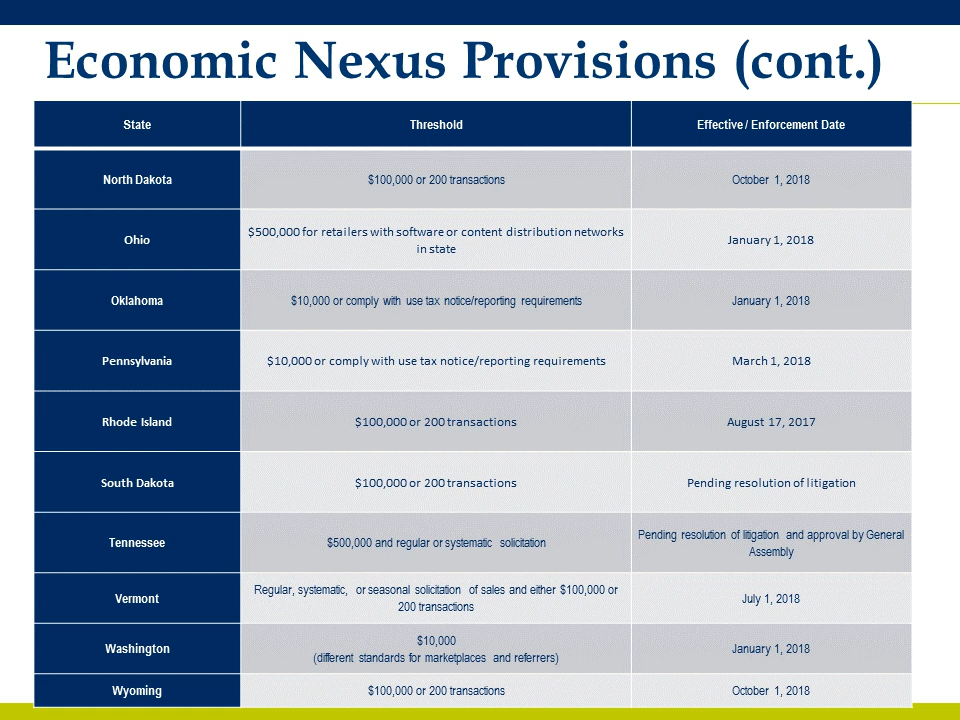 Economic Nexus Provisions (cont.)
State Threshold Effective / Enforcement Date
North Dakota $100,000 or 200 transactions October 1, 2018
Ohio $500,000 for retailers with software or content distribution networks
in state January 1, 2018
Oklahoma $10,000 or comply with use tax notice/reporting requirements January 1, 2018
Pennsylvania $10,000 or comply with use tax notice/reporting requirements March 1, 2018
Rhode Island $100,000 or 200 transactions August 17, 2017
South Dakota $100,000 or 200 transactions Pending resolution of litigation
Tennessee $500,000 and regular or systematic solicitation Pending resolution of litigation and approval by General
Assembly
Vermont Regular, systematic, or seasonal solicitation of sales and either $100,000 or
200 transactions July 1, 2018
Washington $10,000
(different standards for marketplaces and referrers) January 1, 2018
Wyoming $100,000 or 200 transactions October 1, 2018